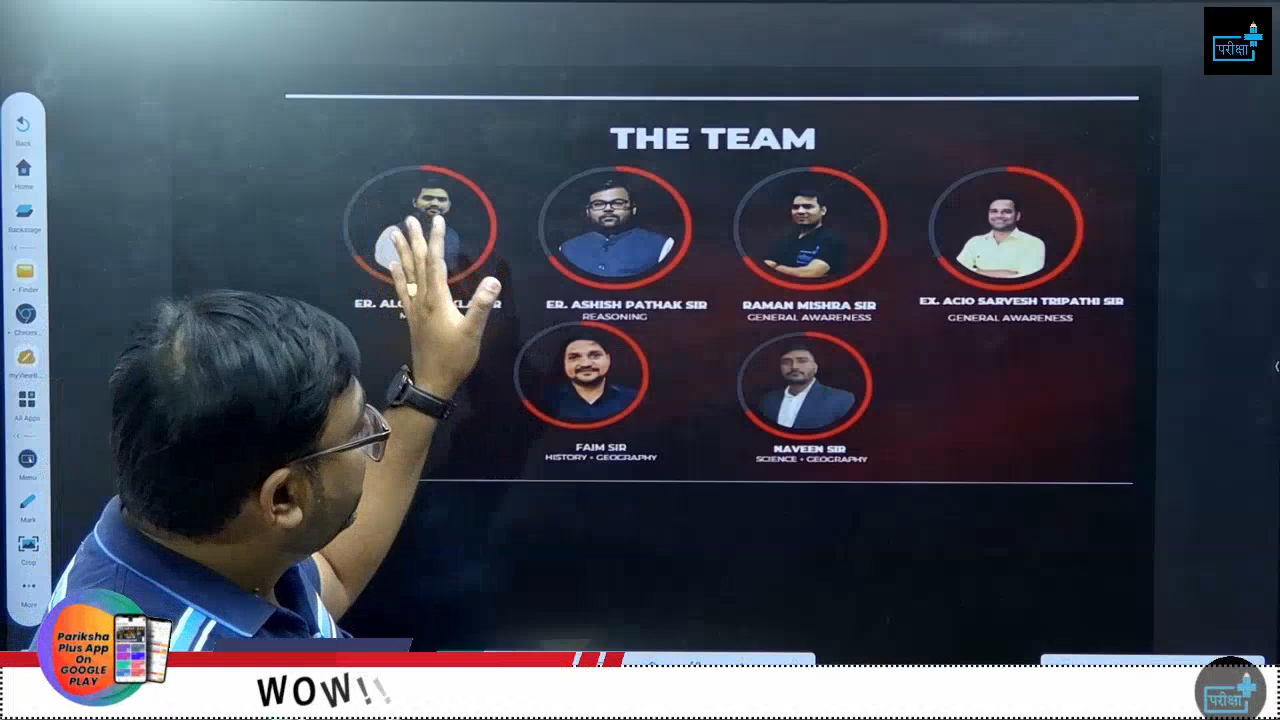 परीक्षा
THE TEAM
ER.
ER. ASHISH PATHAK SIR
RAMAN MISHRA SIR
EX. ACIO SARVESH TRIPATHI SIR
REASONING
GENERAL AWARENESS
GENERAL AWARENESS
FAIM SIR
HISTORY + GEOGRAPHY
NAVEEN SIR
SCIENCE + GEOGRAPHY
Back
Home
Backstage
Finder
All Apps
Menu
Mark
Crop
More
Pariksha
Plus App
On
GOOGLE
PLAY
WOW!!
परीक्षा